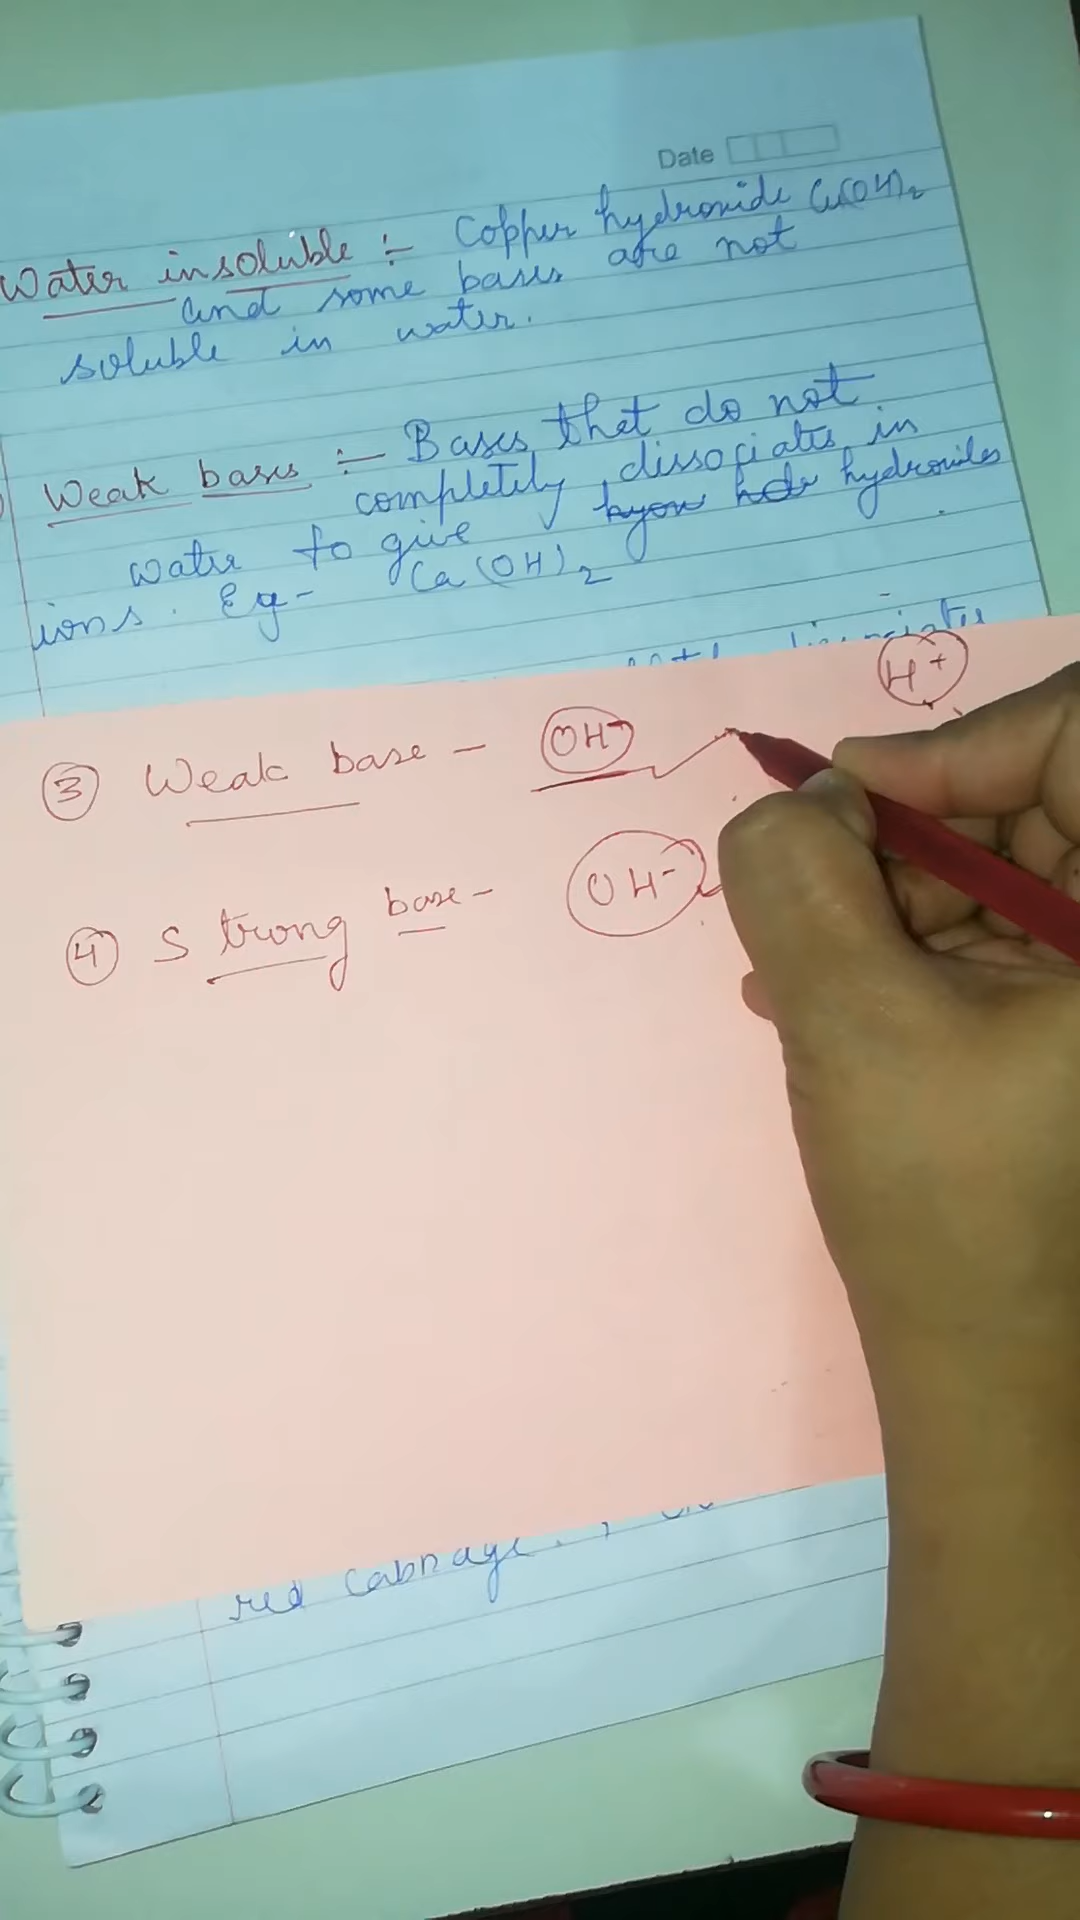 Date
Water insoluble :- Copper hydroxide Cu(OH)2
and some bases are not
soluble in water.
Weak bases :- Bases that do not
completely dissociates in
water to give hydroxides
ions. Eg- Ca(OH)2
H+
3 Weak base - OH-
4 Strong base - OH-
red cabnage.